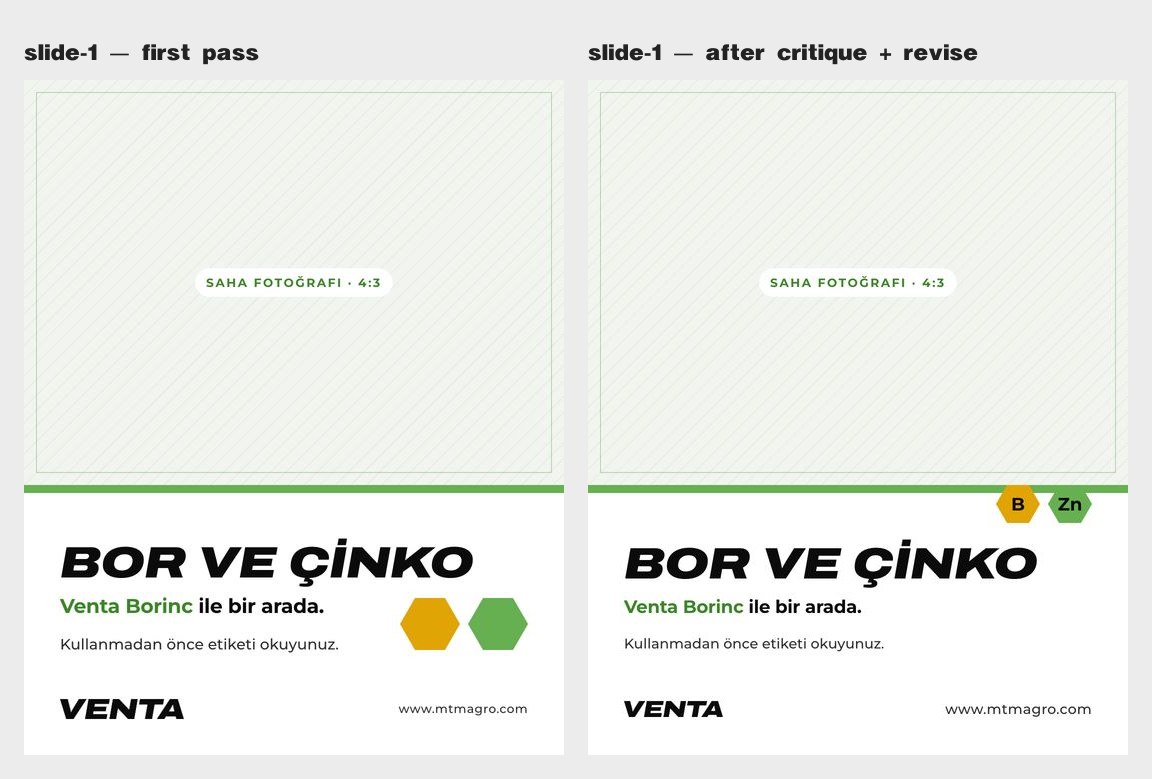 slide-1 — first pass
SAHA FOTOĞRAFI · 4:3
BOR VE ÇİNKO
Venta Borinc ile bir arada.
Kullanmadan önce etiketi okuyunuz.
VENTA
www.mtmagro.com
slide-1 — after critique + revise
SAHA FOTOĞRAFI · 4:3
B
Zn
BOR VE ÇİNKO
Venta Borinc ile bir arada.
Kullanmadan önce etiketi okuyunuz.
VENTA
www.mtmagro.com